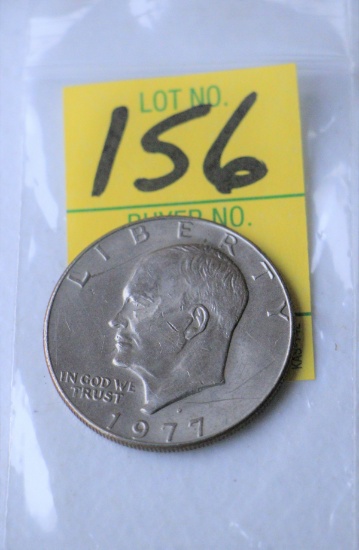 LOT NO.
156
BUYER NO.
LIBERTY
IN GOD WE
TRUST
1977